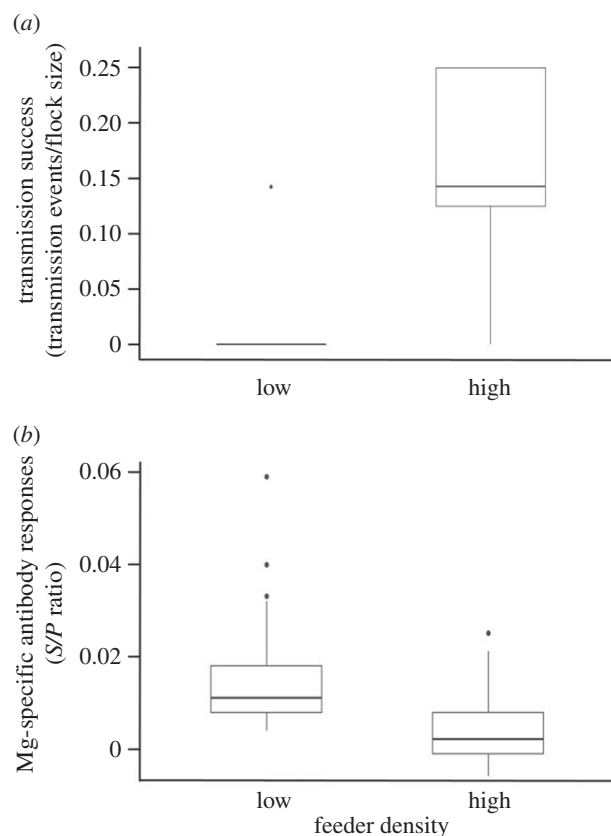 (a)
transmission success
(transmission events/flock size)
0.25
0.20
0.15
0.10
0.05
0
low high
(b)
Mg-specific antibody responses
(S/P ratio)
0.06
0.04
0.02
0
low high
feeder density